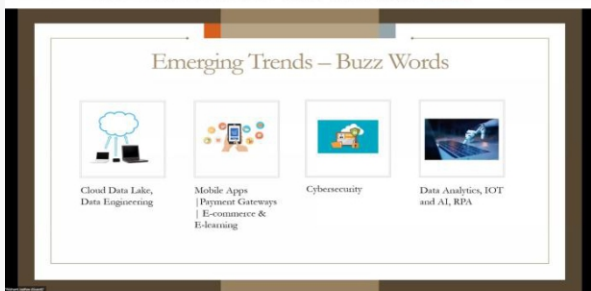 Emerging Trends – Buzz Words
Cloud Data Lake,
Data Engineering
Mobile Apps
|Payment Gateways
| E-commerce &
E-learning
Cybersecurity
Data Analytics, IOT
and AI, RPA